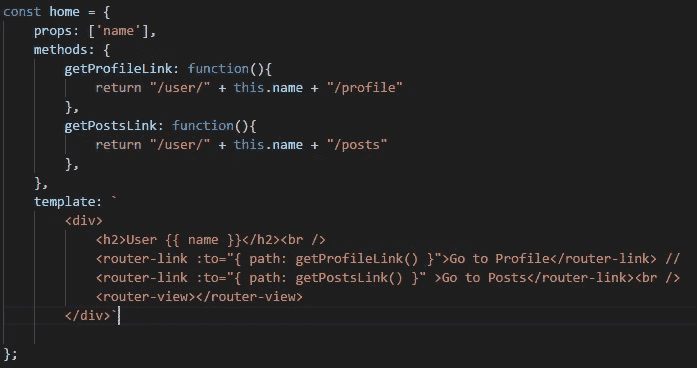 const home = {
    props: ['name'],
    methods: {
        getProfileLink: function(){
            return "/user/" + this.name + "/profile"
        },
        getPostsLink: function(){
            return "/user/" + this.name + "/posts"
        },
    },
    template: `
        <div>
            <h2>User {{ name }}</h2><br />
            <router-link :to="{ path: getProfileLink() }">Go to Profile</router-link> //
            <router-link :to="{ path: getPostsLink() }" >Go to Posts</router-link><br />
            <router-view></router-view>
        </div>`
};